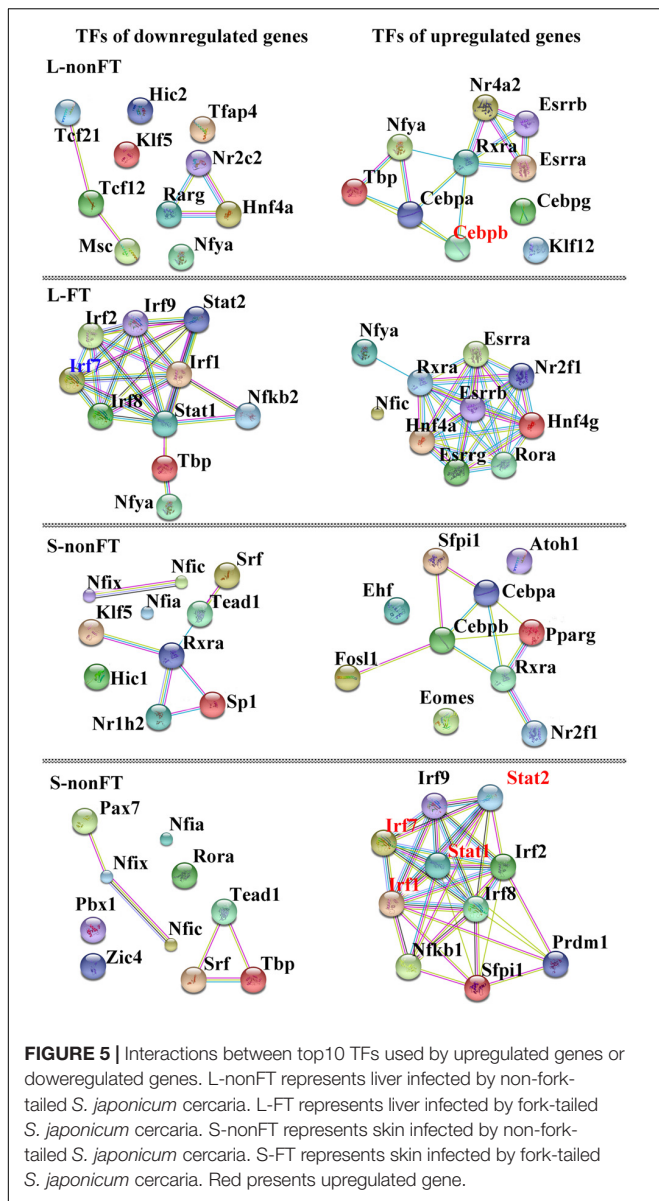 TFs of downregulated genes
TFs of upregulated genes
L-nonFT
Hic2
Tfap4
Tcf21
Klf5
Nr2c2
Tcf12
Rarg
Hnf4a
Msc
Nfya
Nr4a2
Esrrb
Nfya
Rxra
Esrra
Tbp
Cebpa
Cebpg
Cebpb
Klf12
L-FT
Irf9
Stat2
Irf2
Irf7
Irf1
Irf8
Nfkb2
Stat1
Tbp
Nfya
Nfya
Esrra
Rxra
Nr2f1
Esrrb
Nfic
Hnf4a
Hnf4g
Esrrg
Rora
S-nonFT
Nfic
Srf
Nfix
Nfia
Tead1
Klf5
Rxra
Hic1
Nr1h2
Sp1
Sfpi1
Atoh1
Cebpa
Ehf
Cebpb
Pparg
Fosl1
Rxra
Eomes
Nr2f1
S-nonFT
Pax7
Nfia
Nfix
Rora
Tead1
Pbx1
Nfic
Zic4
Srf
Tbp
Irf9
Stat2
Irf7
Stat1
Irf2
Irf1
Irf8
Nfkb1
Prdm1
Sfpi1
FIGURE 5 | Interactions between top10 TFs used by upregulated genes or
doweregulated genes. L-nonFT represents liver infected by non-fork-
tailed S. japonicum cercaria. L-FT represents liver infected by fork-tailed
S. japonicum cercaria. S-nonFT represents skin infected by non-fork-
tailed S. japonicum cercaria. S-FT represents skin infected by fork-tailed
S. japonicum cercaria. Red presents upregulated gene.